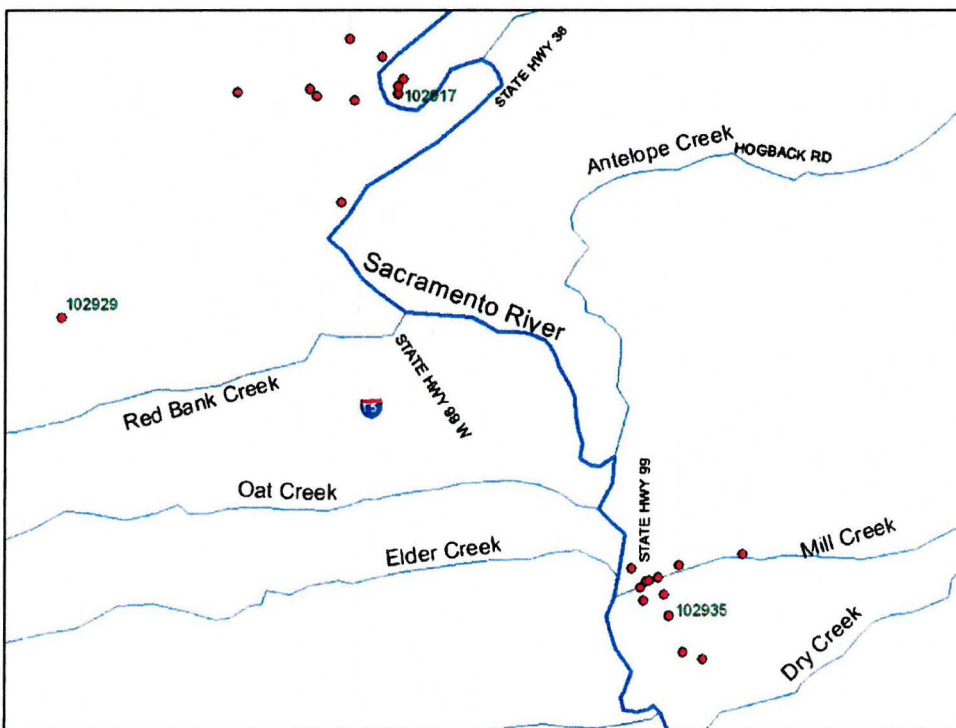 STATE HWY 36
102917
Antelope Creek
HOGBACK RD
Sacramento River
102929
STATE HWY 99 W
Red Bank Creek
STATE HWY 99
Oat Creek
Mill Creek
Elder Creek
102935
Dry Creek